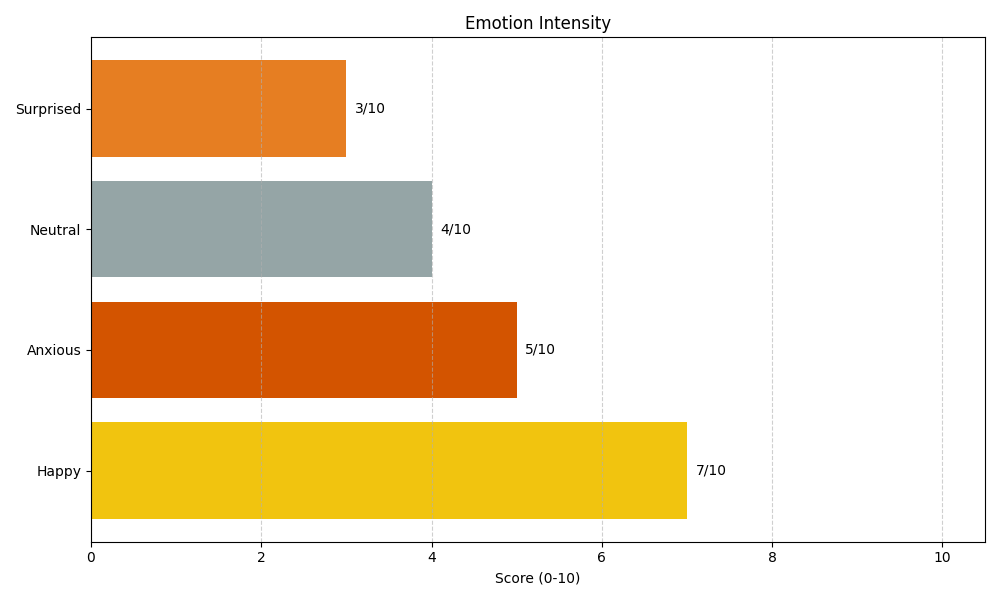 Emotion Intensity
Surprised
3/10
Neutral
4/10
Anxious
5/10
Happy
7/10
0 2 4 6 8 10
Score (0-10)